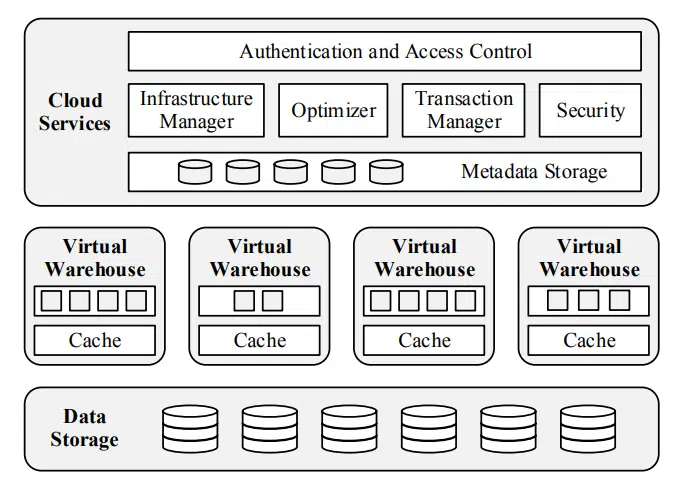 Authentication and Access Control
Cloud
Services
Infrastructure
Manager
Optimizer
Transaction
Manager
Security
Metadata Storage
Virtual
Warehouse
Cache
Virtual
Warehouse
Cache
Virtual
Warehouse
Cache
Virtual
Warehouse
Cache
Data
Storage